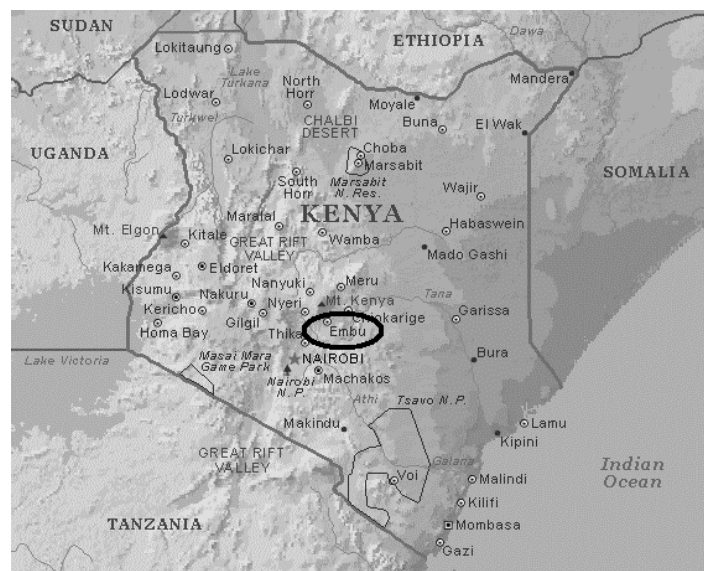 SUDAN
ETHIOPIA
Dawa
Lokitaung
Lake
Turkana
North
Horr
Mandera
Lodwar
Moyale
Turkwel
CHALBI
DESERT
Buna
El Wak
UGANDA
Lokichar
Choba
Marsabit
SOMALIA
South
Horr
Marsabit
N. Res.
Wajir
Maralal
KENYA
Mt. Elgon
Kitale
GREAT RIFT
VALLEY
Wamba
Habaswein
Mado Gashi
Kakamega
Eldoret
Kisumu
Nanyuki
Meru
Nakuru
Nyeri
Mt. Kenya
Tana
Kericho
Gilgil
Garissa
Homa Bay
Thika
Embu
Lake Victoria
Masai Mara
Game Park
NAIROBI
Bura
Nairobi
N.P.
Machakos
Athi
Tsavo N.P.
Makindu
Lamu
Kipini
GREAT RIFT
VALLEY
Galana
Voi
Malindi
Indian
Ocean
Kilifi
TANZANIA
Mombasa
Gazi